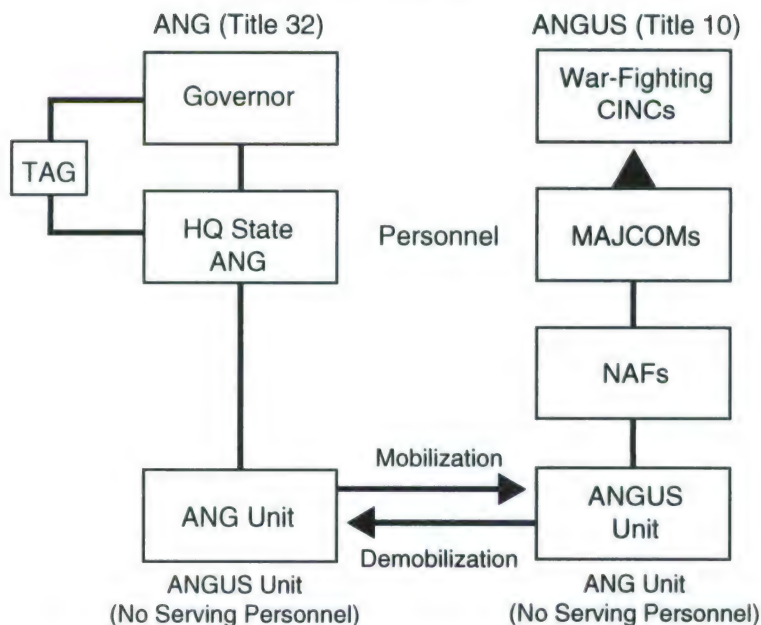 ANG (Title 32)
Governor
TAG
HQ State
ANG
Personnel
ANG Unit
ANGUS Unit
(No Serving Personnel)
Mobilization
Demobilization
ANGUS (Title 10)
War-Fighting
CINCs
MAJCOMs
NAFs
ANGUS
Unit
ANG Unit
(No Serving Personnel)